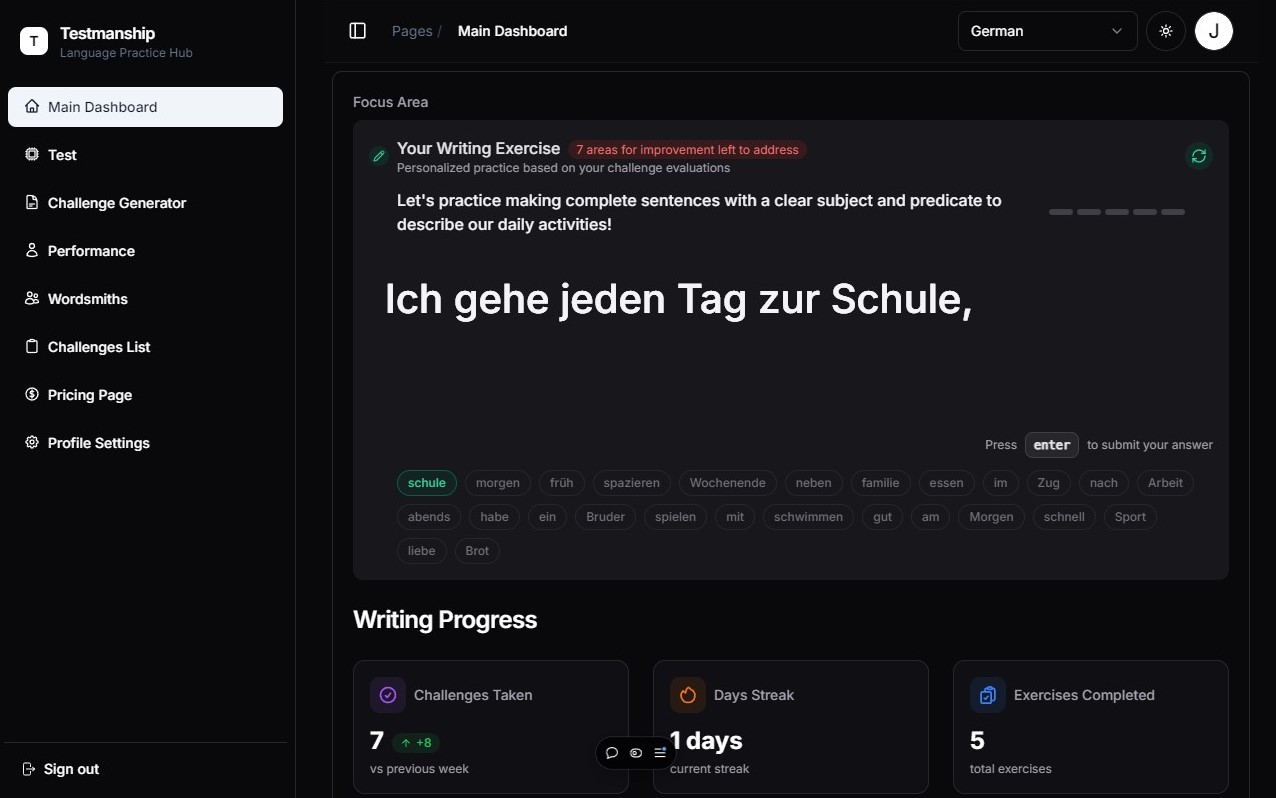 T
Testmanship
Language Practice Hub
Main Dashboard
Test
Challenge Generator
Performance
Wordsmiths
Challenges List
Pricing Page
Profile Settings
Sign out
Pages / Main Dashboard
German
J
Focus Area
Your Writing Exercise 7 areas for improvement left to address
Personalized practice based on your challenge evaluations
Let's practice making complete sentences with a clear subject and predicate to
describe our daily activities!
Ich gehe jeden Tag zur Schule,
Press enter to submit your answer
schule morgen früh spazieren Wochenende neben familie essen im Zug nach Arbeit
abends habe ein Bruder spielen mit schwimmen gut am Morgen schnell Sport
liebe Brot
Writing Progress
Challenges Taken
7 +8
vs previous week
Days Streak
1 days
current streak
Exercises Completed
5
total exercises